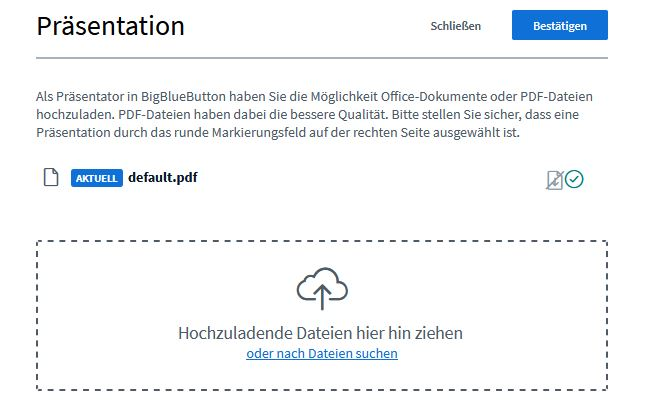 Präsentation
Schließen
Bestätigen
Als Präsentator in BigBlueButton haben Sie die Möglichkeit Office-Dokumente oder PDF-Dateien
hochzuladen. PDF-Dateien haben dabei die bessere Qualität. Bitte stellen Sie sicher, dass eine
Präsentation durch das runde Markierungsfeld auf der rechten Seite ausgewählt ist.
AKTUELL default.pdf
Hochzuladende Dateien hier hin ziehen
oder nach Dateien suchen